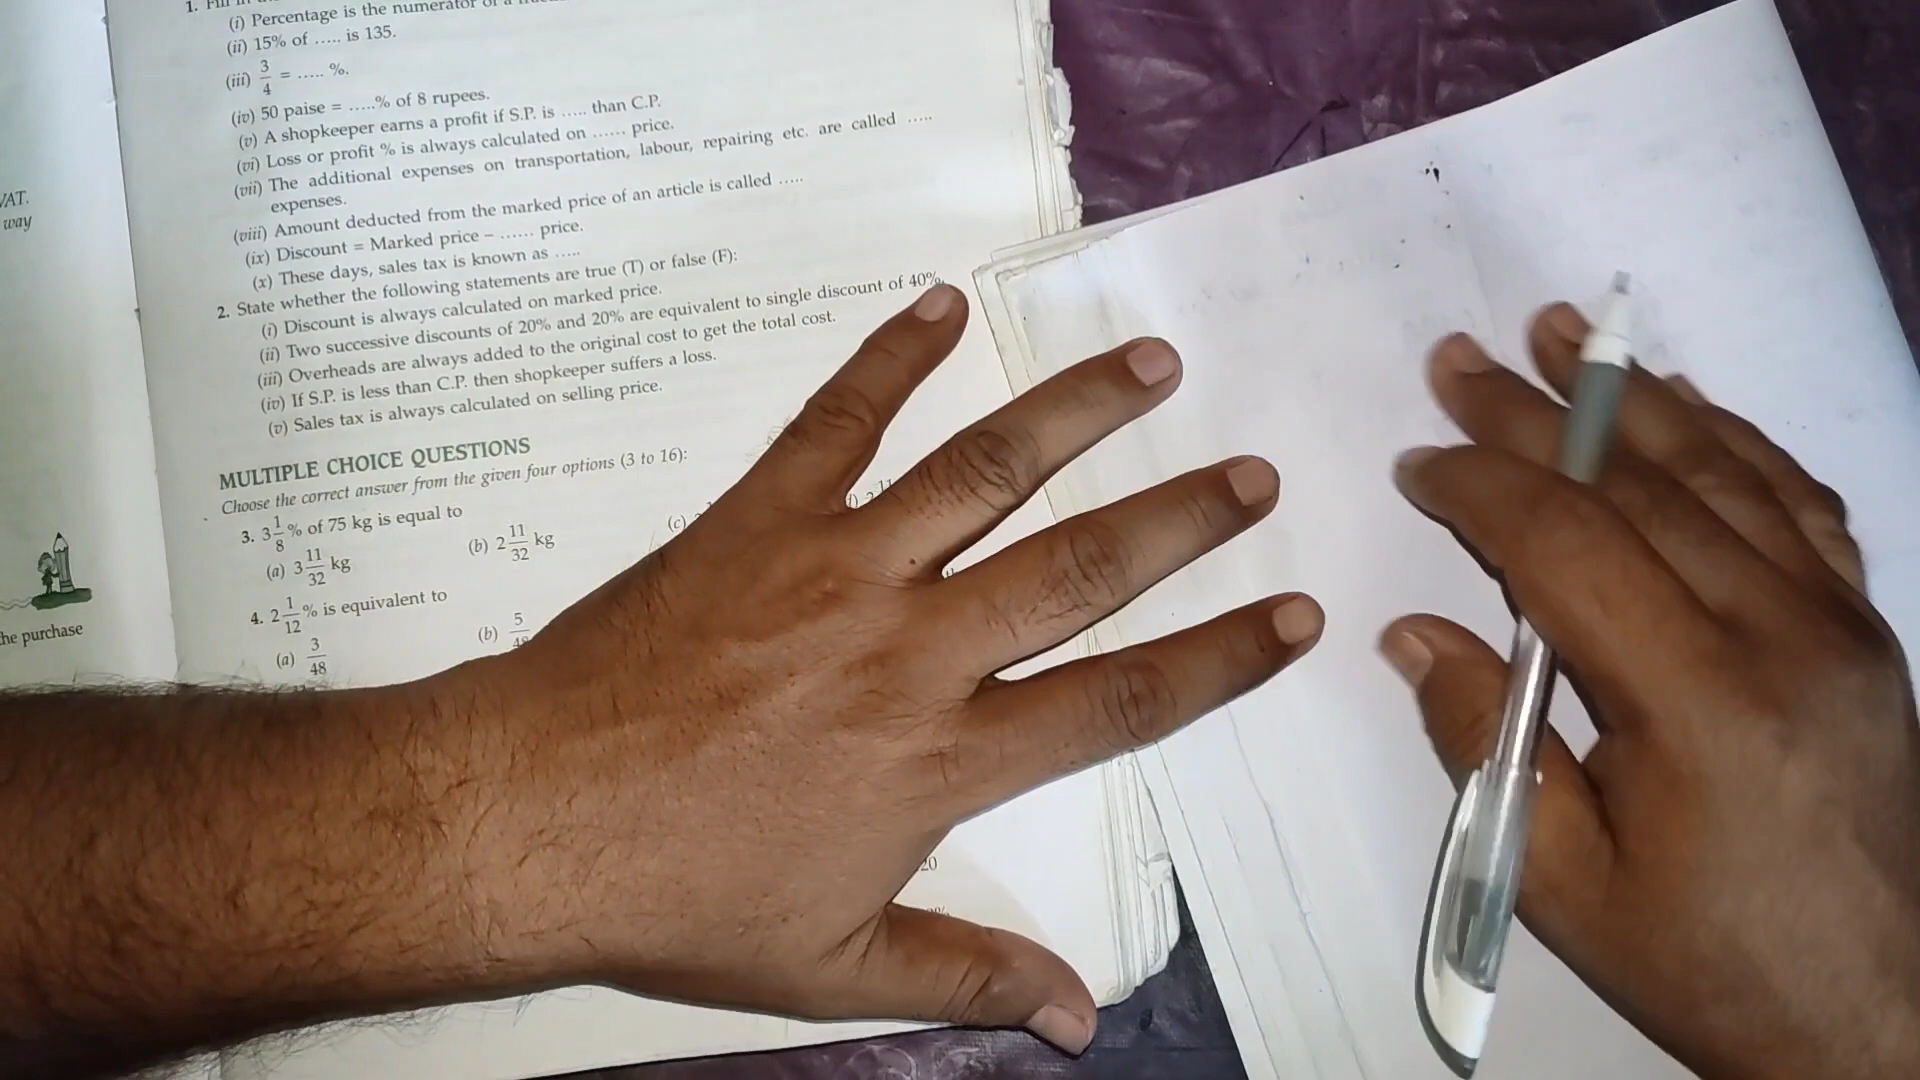 VAT.
way
he purchase
1. Fill in
(i) Percentage is the numerator of a
(ii) 15% of ..... is 135.
(iii) 3/4 = ..... %.
(iv) 50 paise = .....% of 8 rupees.
(v) A shopkeeper earns a profit if S.P. is ..... than C.P.
(vi) Loss or profit % is always calculated on ...... price.
(vii) The additional expenses on transportation, labour, repairing etc. are called .....
expenses.
(viii) Amount deducted from the marked price of an article is called .....
(ix) Discount = Marked price – ...... price.
(x) These days, sales tax is known as .....
2. State whether the following statements are true (T) or false (F):
(i) Discount is always calculated on marked price.
(ii) Two successive discounts of 20% and 20% are equivalent to single discount of 40%.
(iii) Overheads are always added to the original cost to get the total cost.
(iv) If S.P. is less than C.P. then shopkeeper suffers a loss.
(v) Sales tax is always calculated on selling price.
MULTIPLE CHOICE QUESTIONS
Choose the correct answer from the given four options (3 to 16):
3. 3 1/8 % of 75 kg is equal to
(a) 3 11/32 kg (b) 2 11/32 kg (c)
4. 2 1/12 % is equivalent to
(a) 3/48 (b) 5/48
20